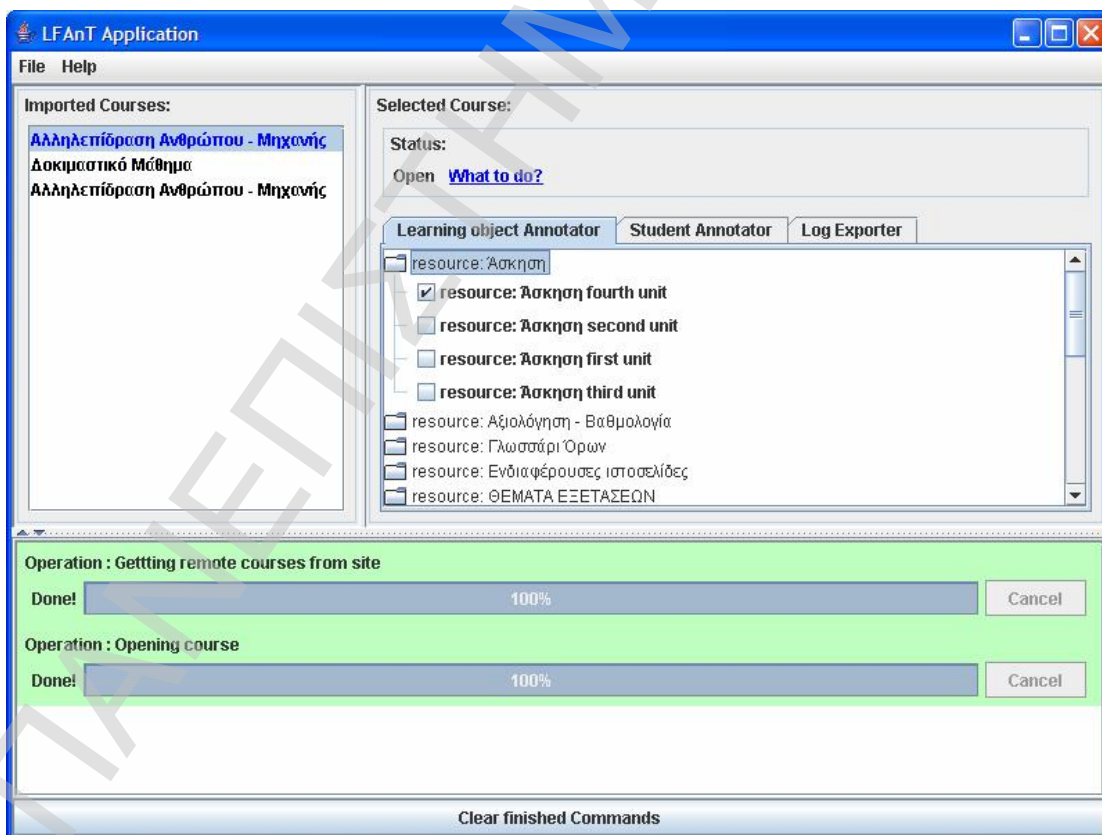 LFAnT Application
File Help
Imported Courses:
Αλληλεπίδραση Ανθρώπου - Μηχανής
Δοκιμαστικό Μάθημα
Αλληλεπίδραση Ανθρώπου - Μηχανής
Selected Course:
Status:
Open What to do?
Learning object Annotator Student Annotator Log Exporter
resource: Άσκηση
resource: Άσκηση fourth unit
resource: Άσκηση second unit
resource: Άσκηση first unit
resource: Άσκηση third unit
resource: Αξιολόγηση - Βαθμολογία
resource: Γλωσσάρι Όρων
resource: Ενδιαφέρουσες ιστοσελίδες
resource: ΘΕΜΑΤΑ ΕΞΕΤΑΣΕΩΝ
Operation : Gettting remote courses from site
Done! 100% Cancel
Operation : Opening course
Done! 100% Cancel
Clear finished Commands
ΠΑΝΕΠΙΣΤΗΜ